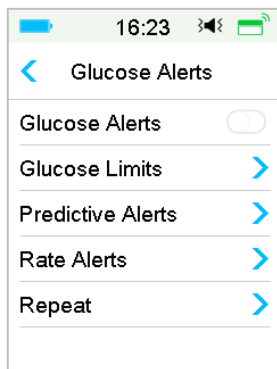 16:23
Glucose Alerts
Glucose Alerts
Glucose Limits
Predictive Alerts
Rate Alerts
Repeat